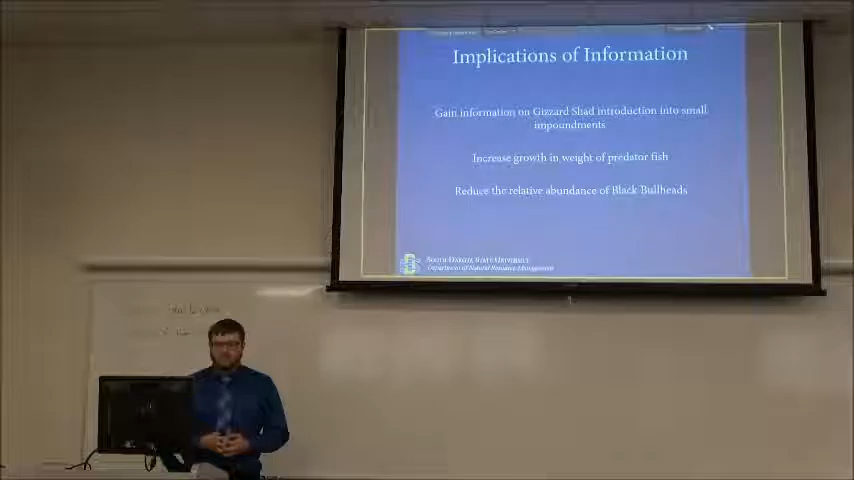 Implications of Information
Gain information on Gizzard Shad introduction into small
impoundments
Increase growth in weight of predator fish
Reduce the relative abundance of Black Bullheads
SOUTH DAKOTA STATE UNIVERSITY
Department of Natural Resource Management